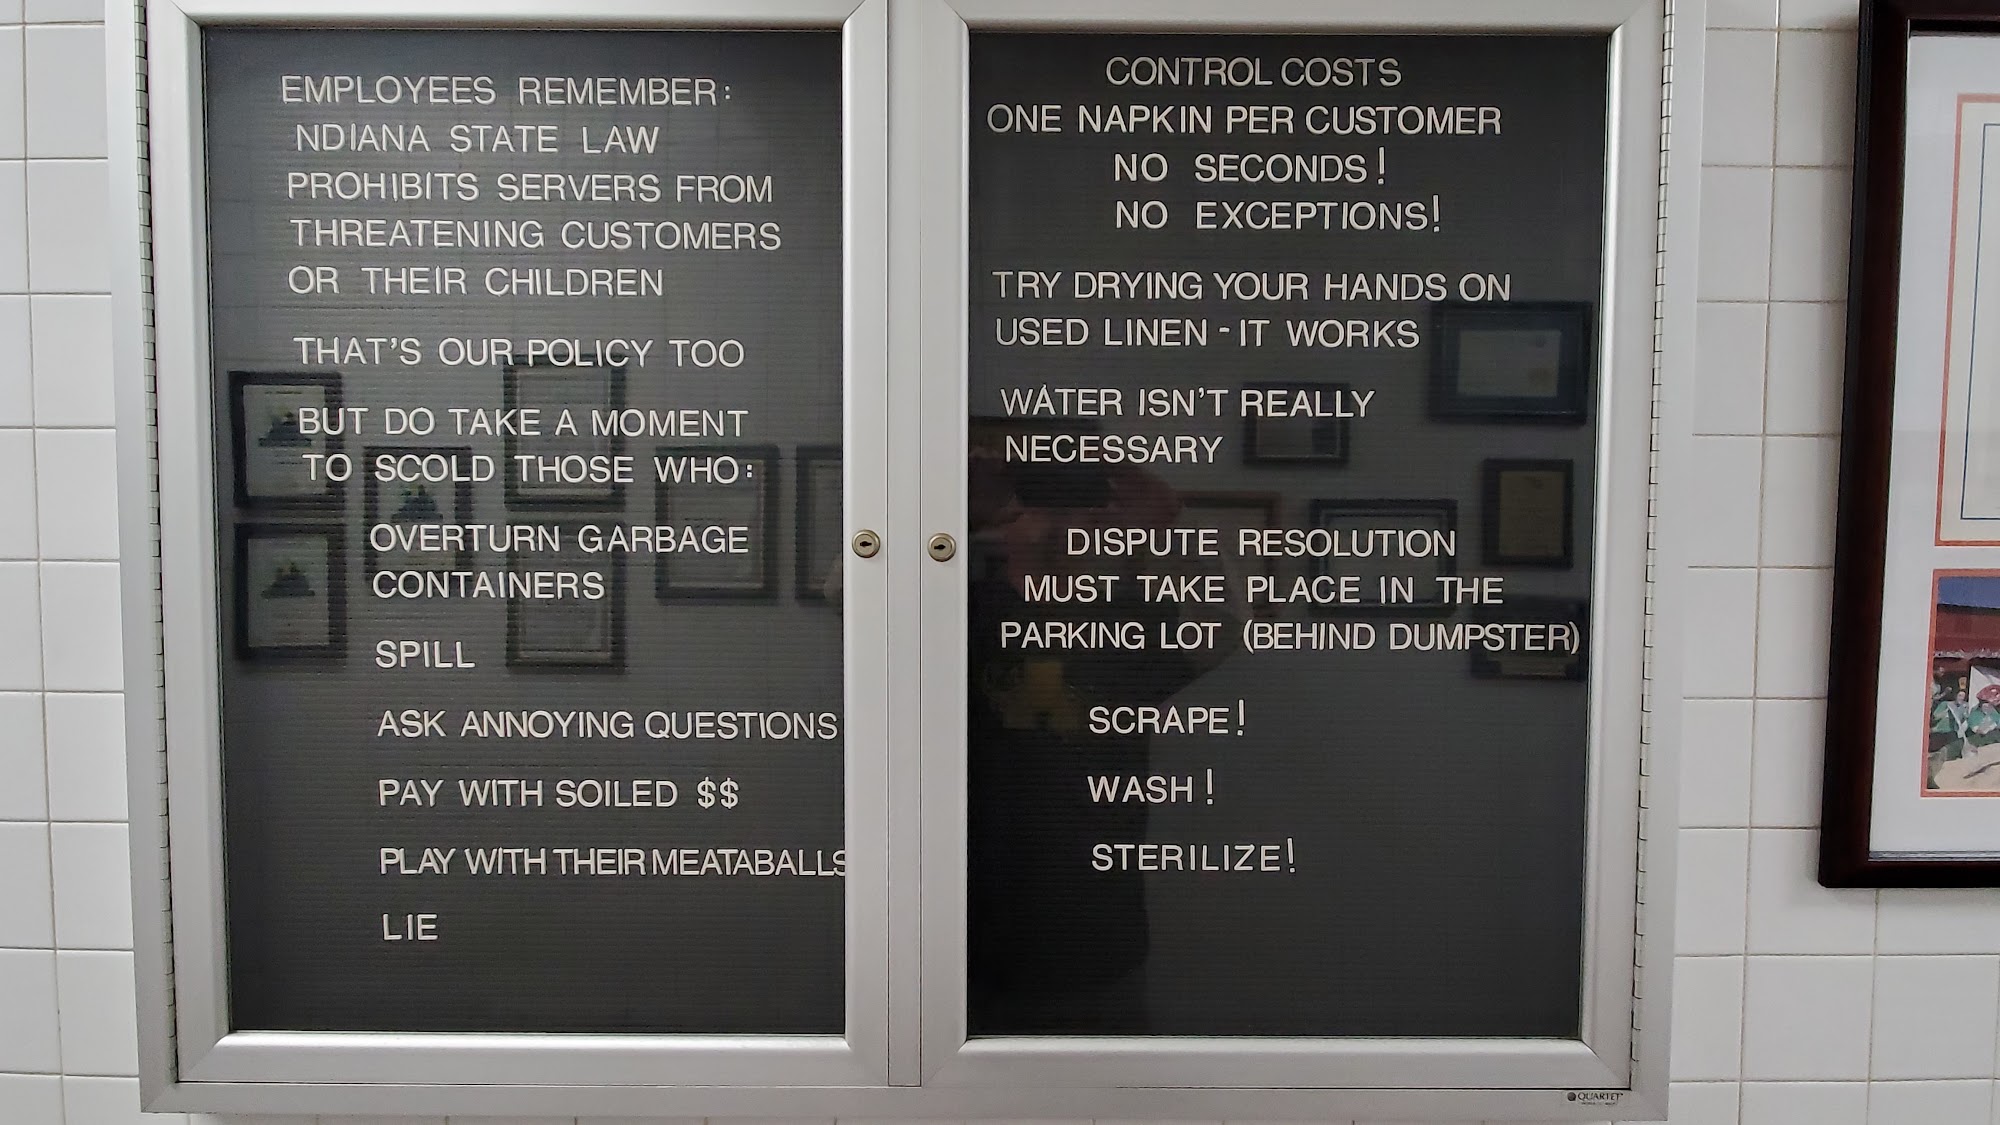 EMPLOYEES REMEMBER:
NDIANA STATE LAW
PROHIBITS SERVERS FROM
THREATENING CUSTOMERS
OR THEIR CHILDREN
THAT'S OUR POLICY TOO
BUT DO TAKE A MOMENT
TO SCOLD THOSE WHO:
OVERTURN GARBAGE
CONTAINERS
SPILL
ASK ANNOYING QUESTIONS
PAY WITH SOILED $$
PLAY WITH THEIR MEATABALLS
LIE
CONTROL COSTS
ONE NAPKIN PER CUSTOMER
NO SECONDS!
NO EXCEPTIONS!
TRY DRYING YOUR HANDS ON
USED LINEN - IT WORKS
WATER ISN'T REALLY
NECESSARY
DISPUTE RESOLUTION
MUST TAKE PLACE IN THE
PARKING LOT (BEHIND DUMPSTER)
SCRAPE!
WASH!
STERILIZE!
QUARTET